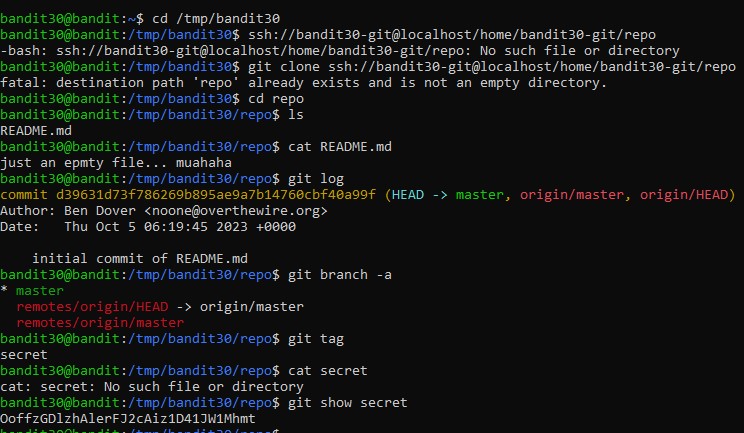 bandit30@bandit:~$ cd /tmp/bandit30
bandit30@bandit:/tmp/bandit30$ ssh://bandit30-git@localhost/home/bandit30-git/repo
-bash: ssh://bandit30-git@localhost/home/bandit30-git/repo: No such file or directory
bandit30@bandit:/tmp/bandit30$ git clone ssh://bandit30-git@localhost/home/bandit30-git/repo
fatal: destination path 'repo' already exists and is not an empty directory.
bandit30@bandit:/tmp/bandit30$ cd repo
bandit30@bandit:/tmp/bandit30/repo$ ls
README.md
bandit30@bandit:/tmp/bandit30/repo$ cat README.md
just an epmty file... muahaha
bandit30@bandit:/tmp/bandit30/repo$ git log
commit d39631d73f786269b895ae9a7b14760cbf40a99f (HEAD -> master, origin/master, origin/HEAD)
Author: Ben Dover <noone@overthewire.org>
Date:   Thu Oct 5 06:19:45 2023 +0000

    initial commit of README.md
bandit30@bandit:/tmp/bandit30/repo$ git branch -a
* master
  remotes/origin/HEAD -> origin/master
  remotes/origin/master
bandit30@bandit:/tmp/bandit30/repo$ git tag
secret
bandit30@bandit:/tmp/bandit30/repo$ cat secret
cat: secret: No such file or directory
bandit30@bandit:/tmp/bandit30/repo$ git show secret
OoffzGDlzhAlerFJ2cAiz1D41JW1Mhmt
bandit30@bandit:/tmp/bandit30/repo$